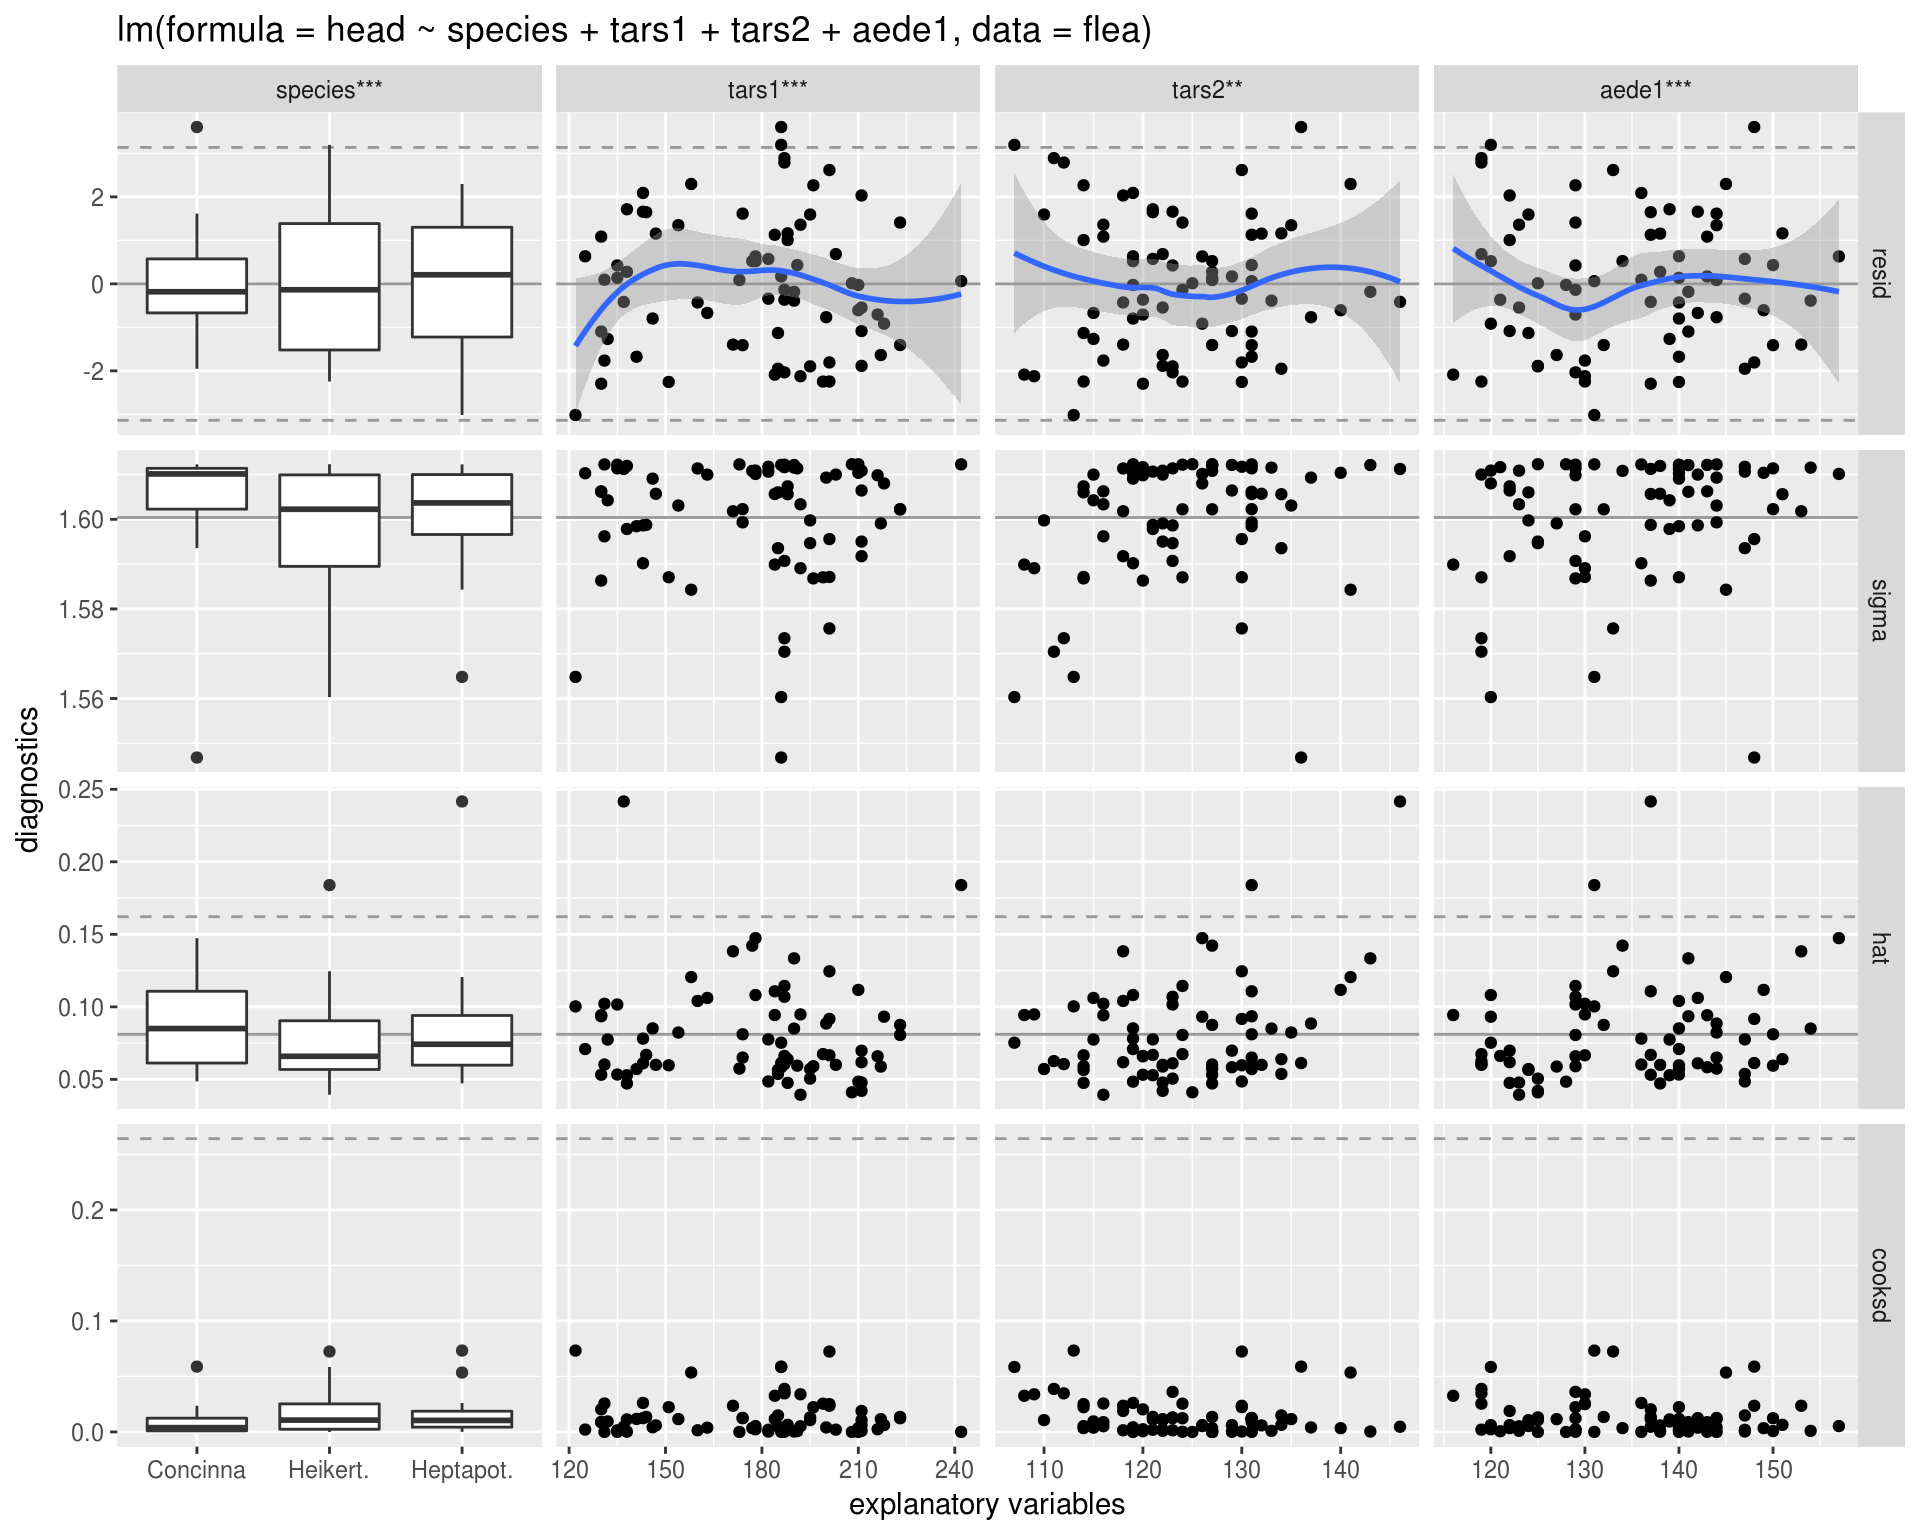 lm(formula = head ~ species + tars1 + tars2 + aede1, data = flea)
species*** tars1*** tars2** aede1***
diagnostics
2
0
-2
resid
1.60
1.58
1.56
sigma
0.25
0.20
0.15
0.10
0.05
hat
0.2
0.1
0.0
cooksd
Concinna Heikert. Heptapot. 120 150 180 210 240 110 120 130 140 120 130 140 150
explanatory variables